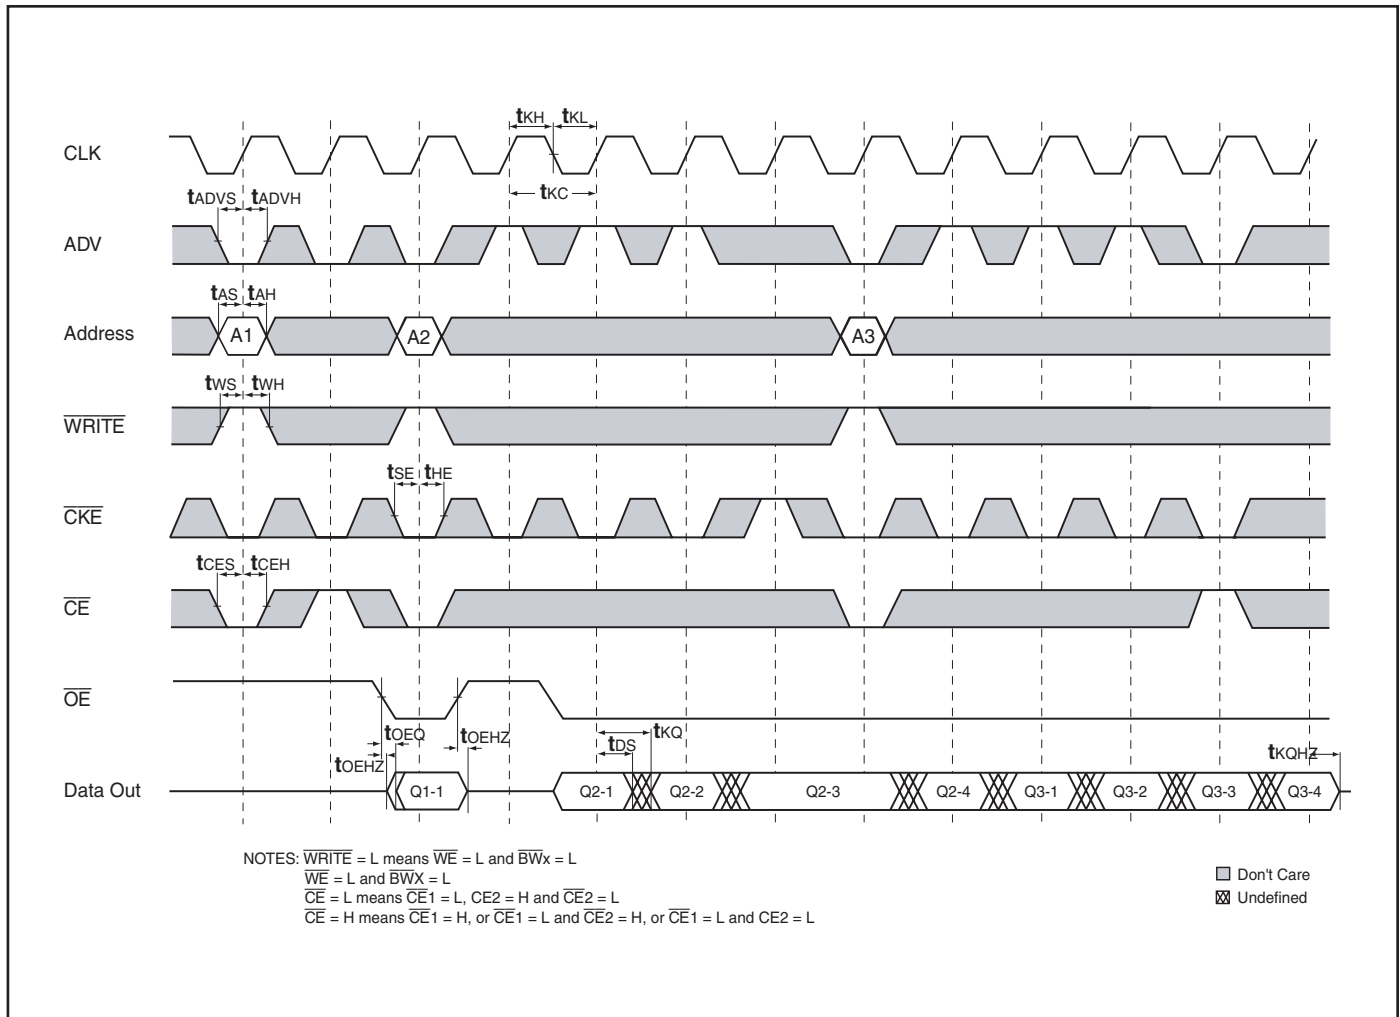 tKH tKL
CLK
tKC
tADVS tADVH
ADV
tAS tAH
Address
A1 A2 A3
tWS tWH
WRITE
tSE tHE
CKE
tCES tCEH
CE
OE
tOEQ tOEHZ tKQ
tDS
tOEHZ tKQHZ
Data Out
Q1-1 Q2-1 Q2-2 Q2-3 Q2-4 Q3-1 Q3-2 Q3-3 Q3-4
NOTES: WRITE = L means WE = L and BWx = L
WE = L and BWX = L
CE = L means CE1 = L, CE2 = H and CE2 = L
CE = H means CE1 = H, or CE1 = L and CE2 = H, or CE1 = L and CE2 = L
Don't Care
Undefined